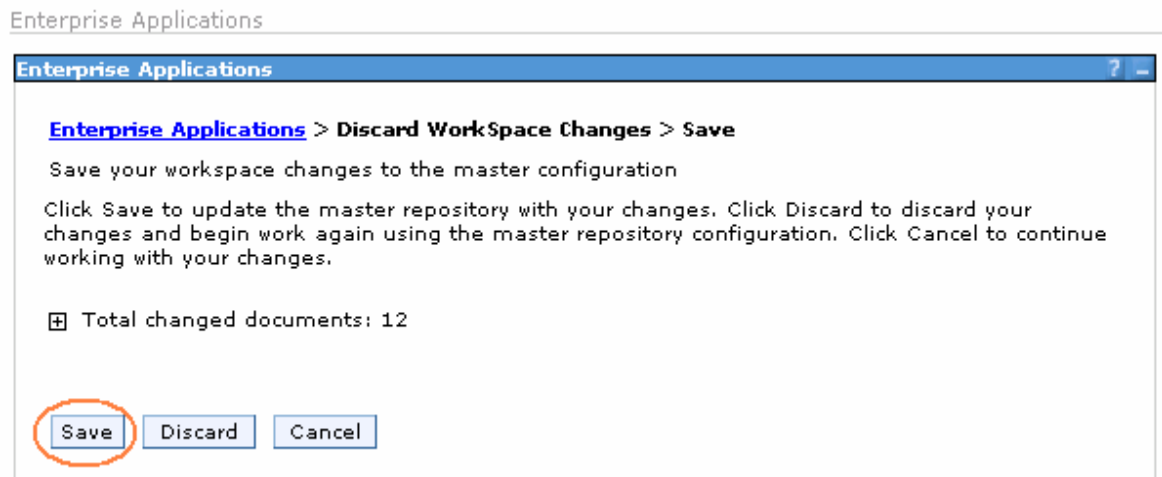 Enterprise Applications
Enterprise Applications ? -
Enterprise Applications > Discard WorkSpace Changes > Save
Save your workspace changes to the master configuration
Click Save to update the master repository with your changes. Click Discard to discard your
changes and begin work again using the master repository configuration. Click Cancel to continue
working with your changes.
+ Total changed documents: 12
Save Discard Cancel